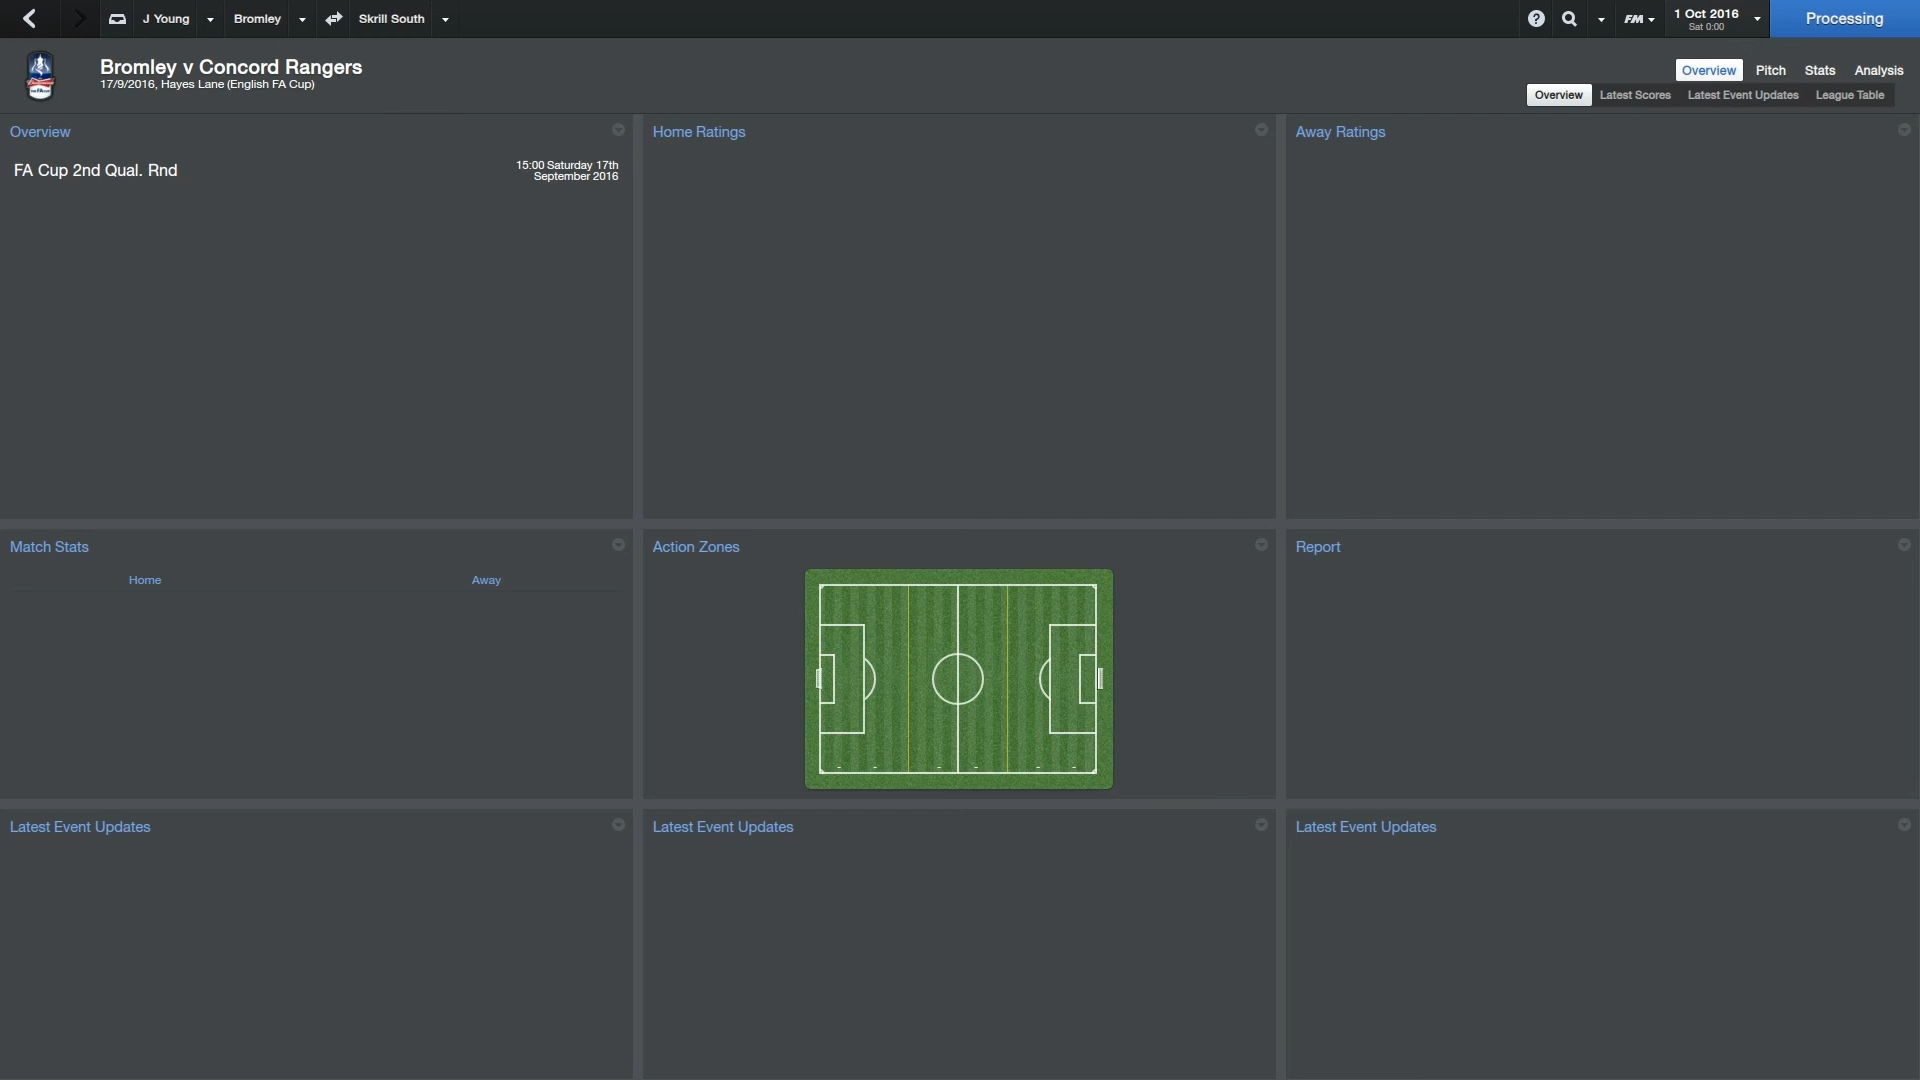 J Young
Bromley
Skrill South
?
FM
1 Oct 2016
Sat 0:00
Processing
Bromley v Concord Rangers
17/9/2016, Hayes Lane (English FA Cup)
Overview
Pitch
Stats
Analysis
Overview
Latest Scores
Latest Event Updates
League Table
Overview
FA Cup 2nd Qual. Rnd
15:00 Saturday 17th
September 2016
Home Ratings
Away Ratings
Match Stats
Home
Away
Action Zones
Report
Latest Event Updates
Latest Event Updates
Latest Event Updates